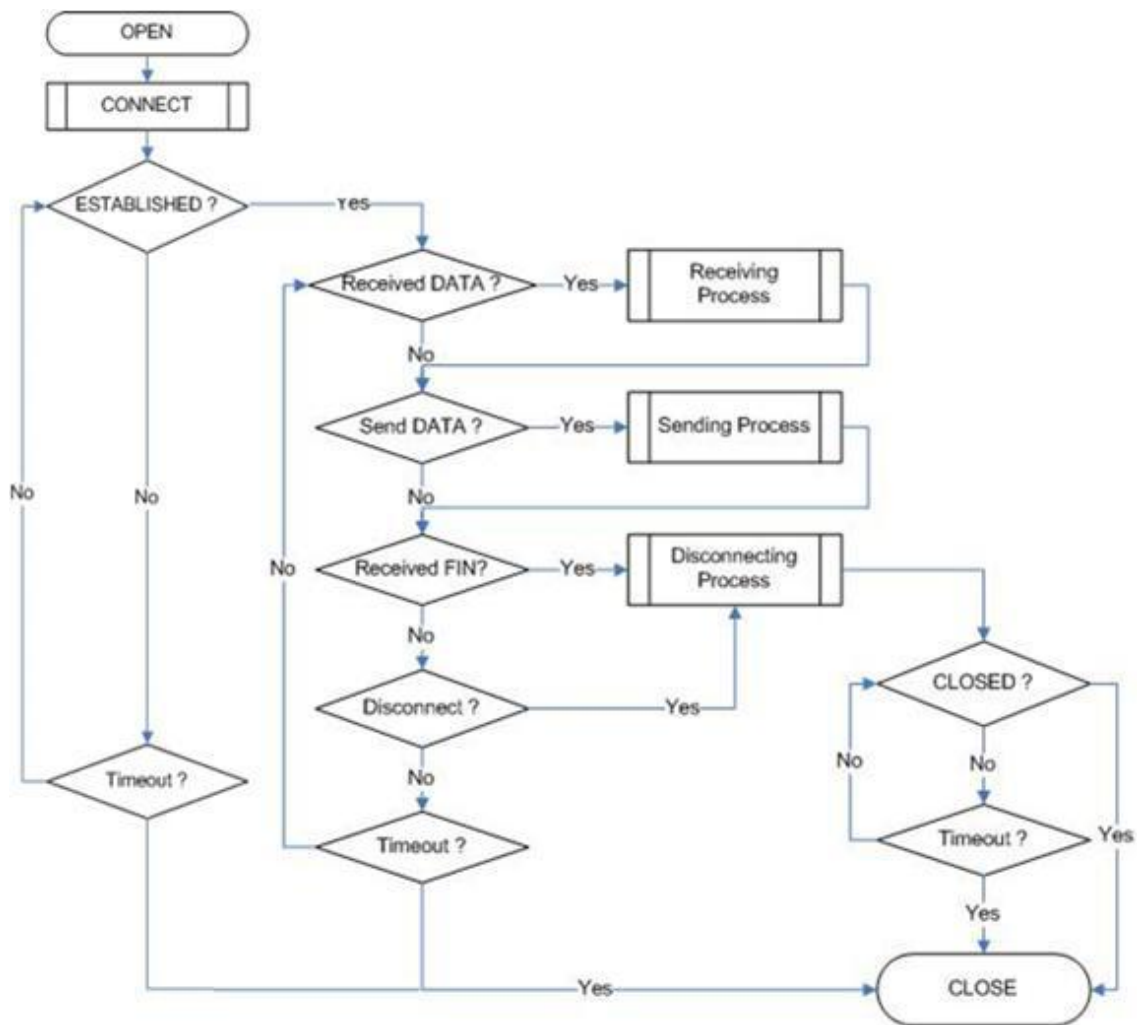 OPEN
CONNECT
ESTABLISHED ?
Yes
Received DATA ?
Yes
Receiving
Process
No
Send DATA ?
Yes
Sending Process
No
No
No
Received FIN?
Yes
Disconnecting
Process
No
No
Disconnect ?
Yes
CLOSED ?
No
No
No
Timeout ?
Timeout ?
Timeout ?
Yes
Yes
Yes
CLOSE